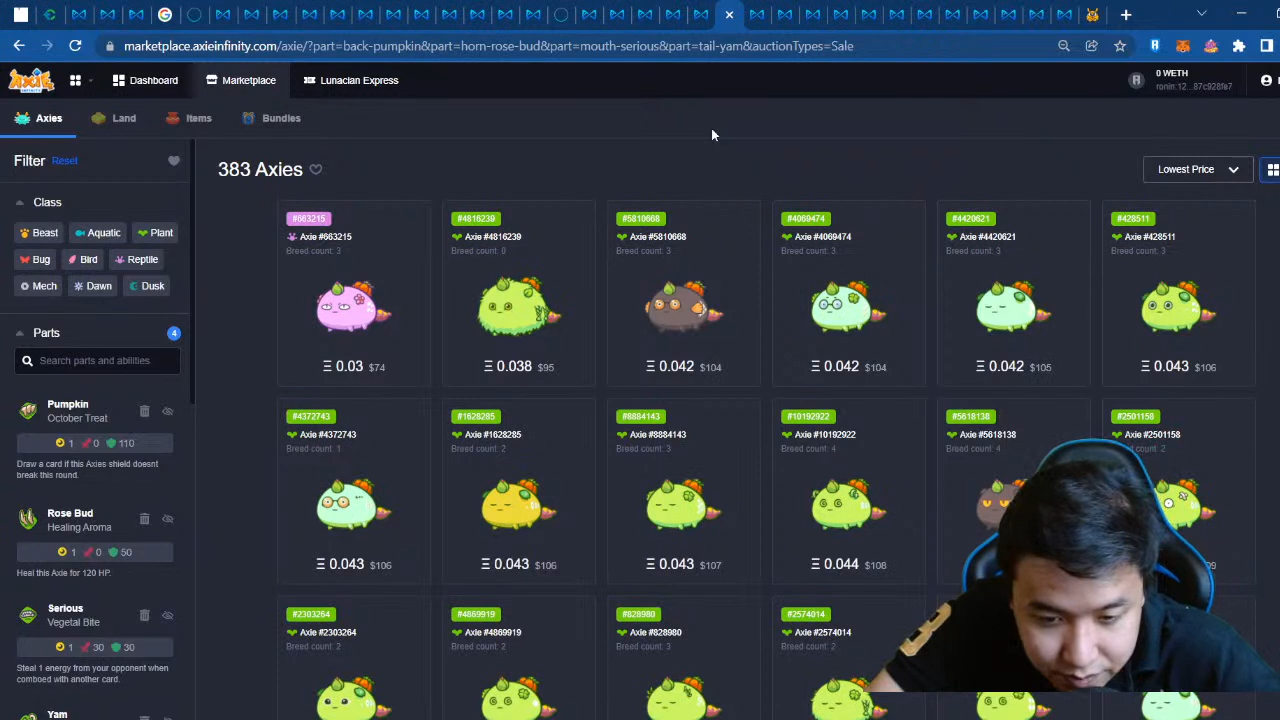 marketplace.axieinfinity.com/axie/?part=back-pumpkin&part=horn-rose-bud&part=mouth-serious&part=tail-yam&auctionTypes=Sale
Dashboard
Marketplace
Lunacian Express
0 WETH
ronin:12...87c928fe7
Axies
Land
Items
Bundles
Filter
Reset
383 Axies
Lowest Price
Class
Beast
Aquatic
Plant
Bug
Bird
Reptile
Mech
Dawn
Dusk
Parts
4
Search parts and abilities
Pumpkin
October Treat
1
0
110
Draw a card if this Axies shield doesnt
break this round.
Rose Bud
Healing Aroma
1
0
50
Heal this Axie for 120 HP.
Serious
Vegetal Bite
1
30
30
Steal 1 energy from your opponent when
comboed with another card.
Yam
#663215
Axie #663215
Breed count: 3
Ξ 0.03 $74
#4816239
Axie #4816239
Breed count: 0
Ξ 0.038 $95
#5810668
Axie #5810668
Breed count: 3
Ξ 0.042 $104
#4069474
Axie #4069474
Breed count: 3
Ξ 0.042 $104
#4420621
Axie #4420621
Breed count: 3
Ξ 0.042 $105
#428511
Axie #428511
Breed count: 3
Ξ 0.043 $106
#4372743
Axie #4372743
Breed count: 1
Ξ 0.043 $106
#1628285
Axie #1628285
Breed count: 2
Ξ 0.043 $106
#8884143
Axie #8884143
Breed count: 3
Ξ 0.043 $107
#10192922
Axie #10192922
Breed count: 4
Ξ 0.044 $108
#5618138
Axie #5618138
Breed count: 4
#2501158
Axie #2501158
#2303264
Axie #2303264
Breed count: 2
#4869919
Axie #4869919
Breed count: 2
#828980
Axie #828980
Breed count: 3
#2574014
Axie #2574014
Breed count: 2